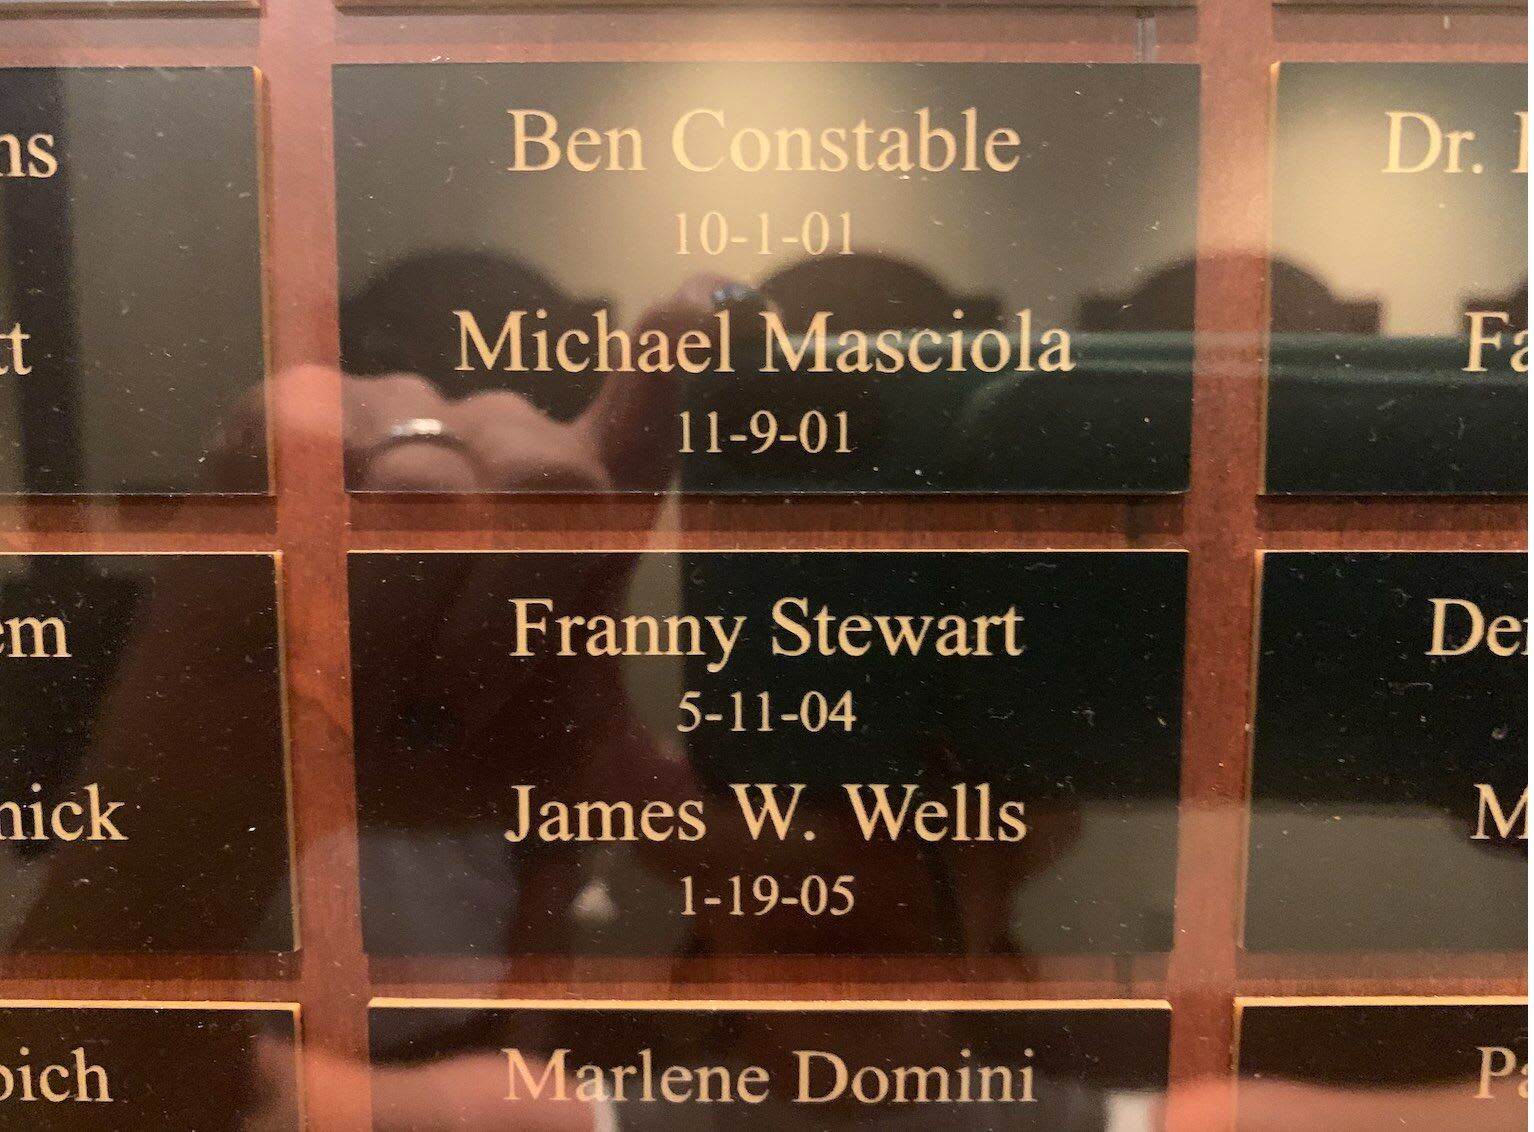 Ben Constable
10-1-01
Michael Masciola
11-9-01
Franny Stewart
5-11-04
James W. Wells
1-19-05
Marlene Domini
Dr.